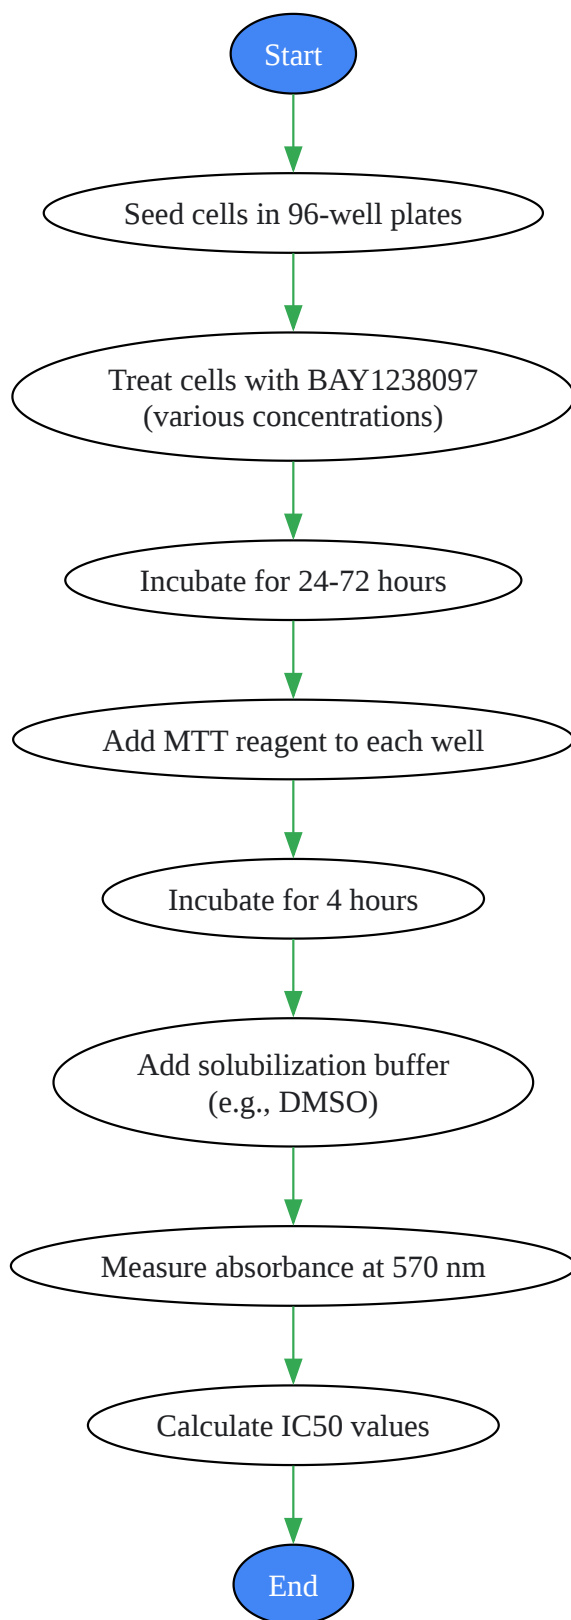 Start
Seed cells in 96-well plates
Treat cells with BAY1238097
(various concentrations)
Incubate for 24-72 hours
Add MTT reagent to each well
Incubate for 4 hours
Add solubilization buffer
(e.g., DMSO)
Measure absorbance at 570 nm
Calculate IC50 values
End